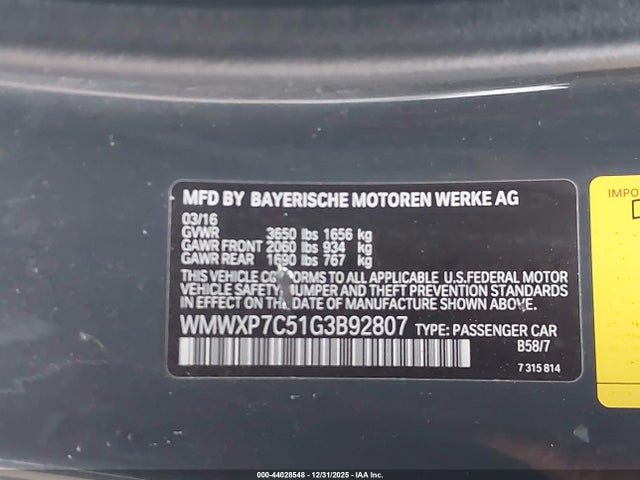 MFD BY BAYERISCHE MOTOREN WERKE AG
03/16
GVWR 3650 lbs 1656 kg
GAWR FRONT 2060 lbs 934 kg
GAWR REAR 1690 lbs 767 kg
THIS VEHICLE CONFORMS TO ALL APPLICABLE U.S.FEDERAL MOTOR
VEHICLE SAFETY, BUMPER AND THEFT PREVENTION STANDARDS
IN EFFECT ON THE DATE OF MANUFACTURE SHOWN ABOVE.
WMWXP7C51G3B92807 TYPE: PASSENGER CAR
B58/7
7 315 814
IMPO
000-44028548 - 12/31/2025 - IAA Inc.